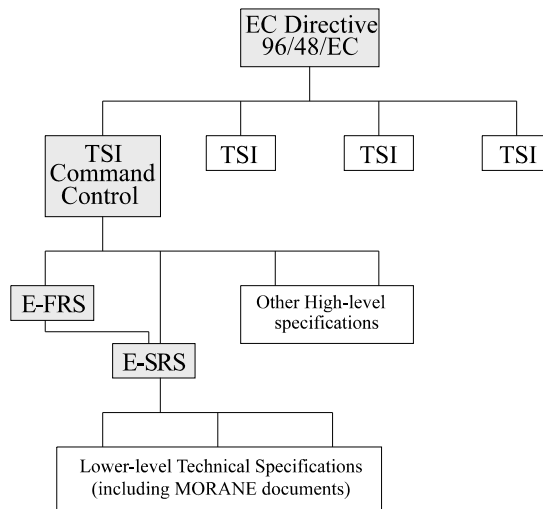 EC Directive
96/48/EC
TSI
Command
Control
TSI
TSI
TSI
E-FRS
Other High-level
specifications
E-SRS
Lower-level Technical Specifications
(including MORANE documents)